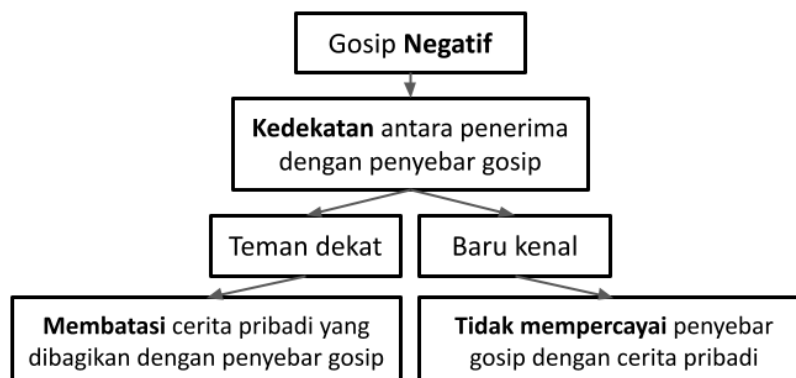 Gosip Negatif
Kedekatan antara penerima
dengan penyebar gosip
Teman dekat
Baru kenal
Membatasi cerita pribadi yang
dibagikan dengan penyebar gosip
Tidak mempercayai penyebar
gosip dengan cerita pribadi